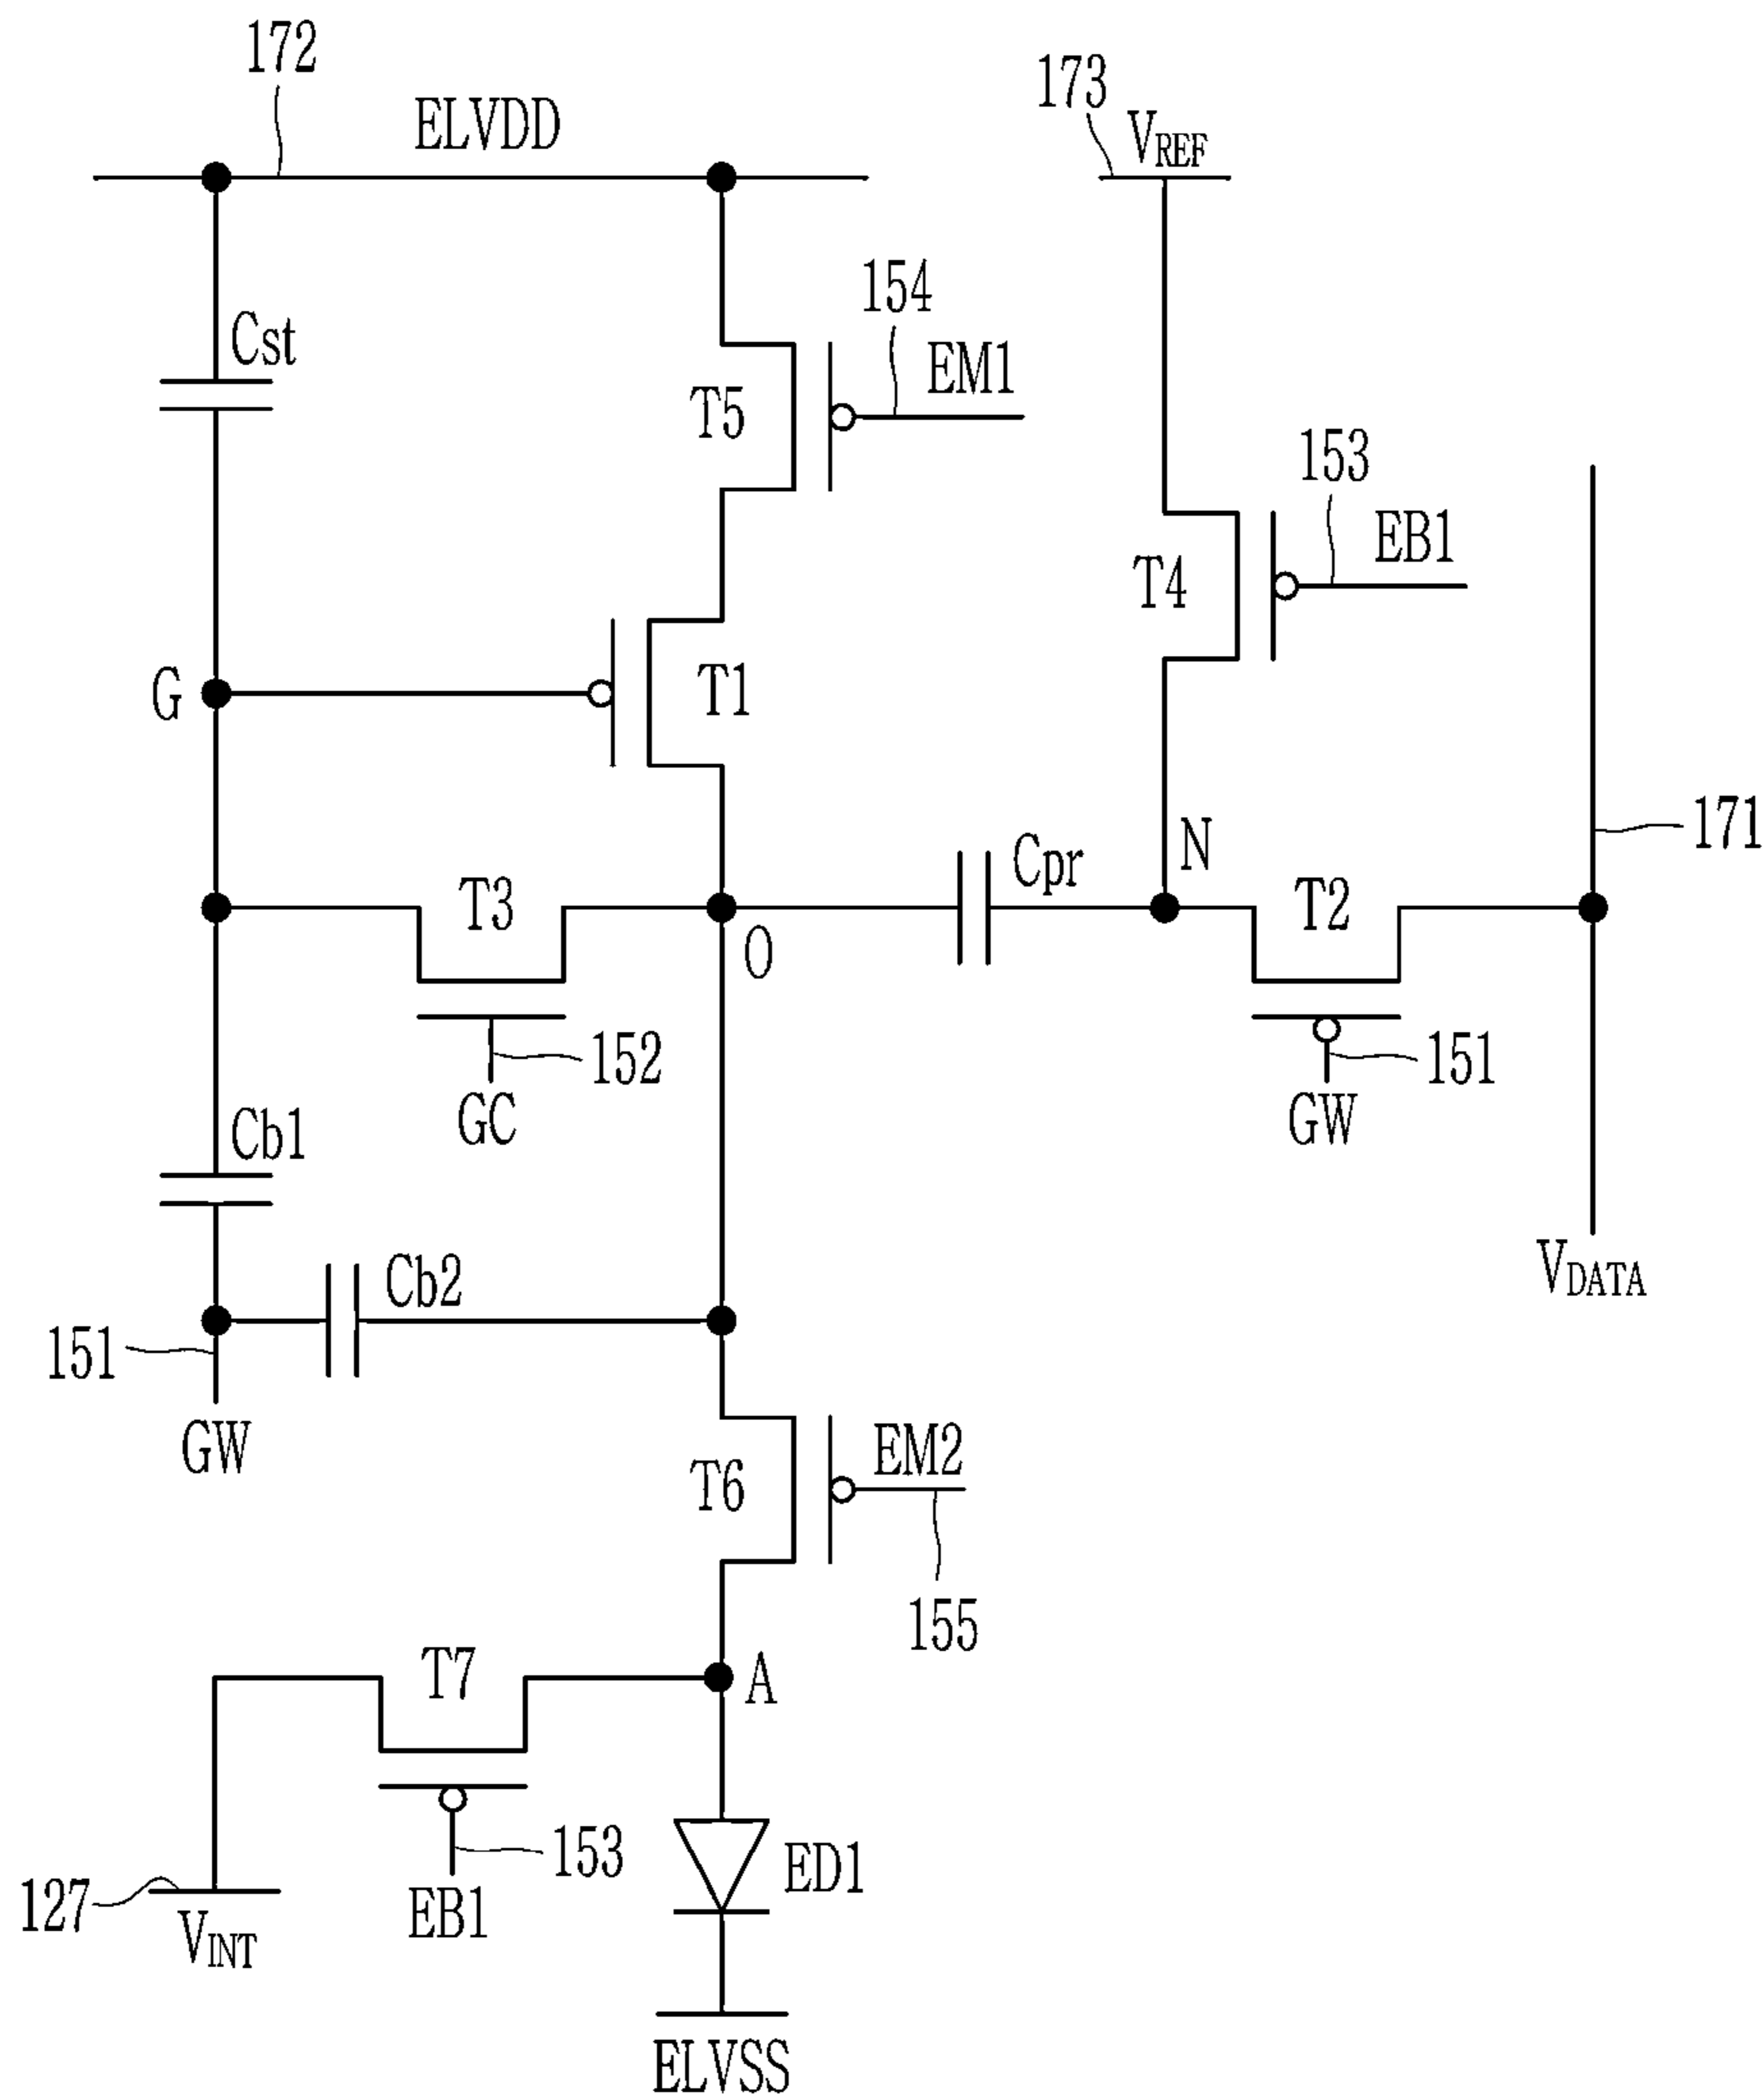 172
ELVDD
173
VREF
Cst
T5
154
EM1
153
EB1
T4
G
T1
171
Cpr
N
T3
T2
O
152
GC
151
GW
Cb1
Cb2
VDATA
151
GW
T6
EM2
155
T7
A
153
EB1
ED1
127
VINT
ELVSS